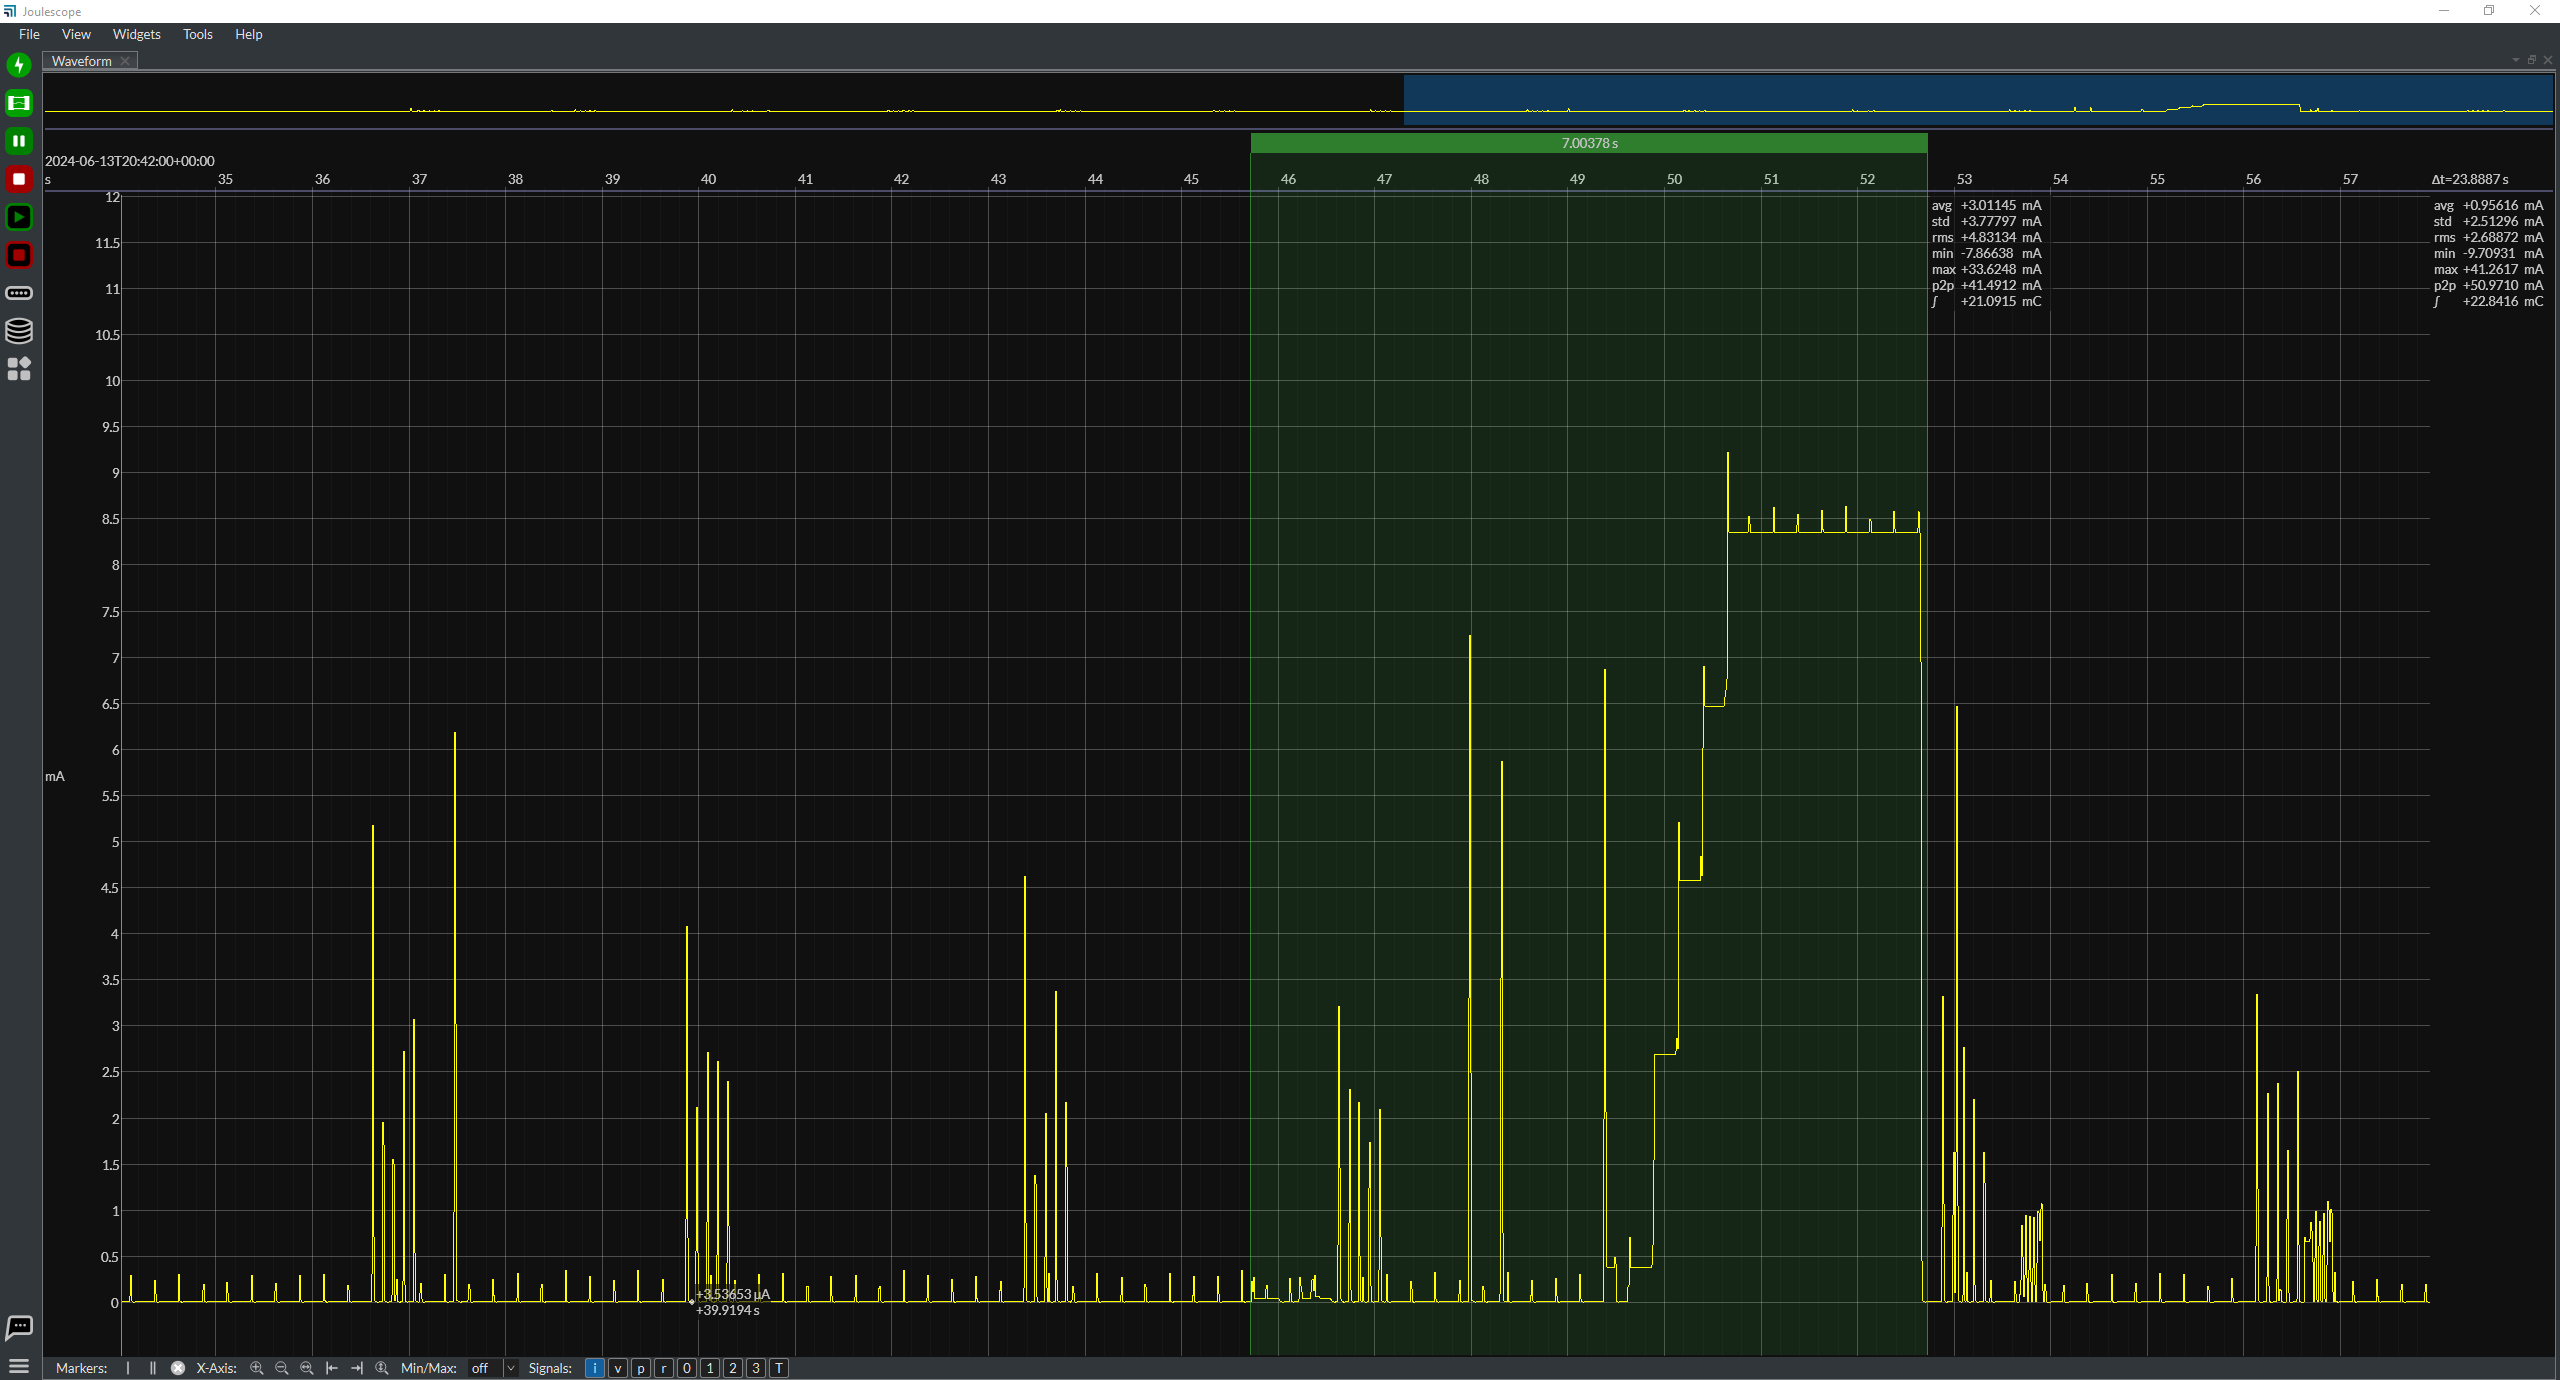 Joulescope
File View Widgets Tools Help
Waveform
7.00378 s
2024-06-13T20:42:00+00:00
s 35 36 37 38 39 40 41 42 43 44 45 46 47 48 49 50 51 52 53 54 55 56 57 Δt=23.8887 s
12
11.5
11
10.5
10
9.5
9
8.5
8
7.5
7
6.5
6
5.5
5
4.5
4
3.5
3
2.5
2
1.5
1
0.5
0
mA
avg +3.01145 mA
std +3.77797 mA
rms +4.83134 mA
min -7.86638 mA
max +33.6248 mA
p2p +41.4912 mA
∫ +21.0915 mC
avg +0.95616 mA
std +2.51296 mA
rms +2.68872 mA
min -9.70931 mA
max +41.2617 mA
p2p +50.9710 mA
∫ +22.8416 mC
+3.53653 µA
+39.9194 s
Markers: X-Axis: Min/Max: off Signals: i v p r 0 1 2 3 T